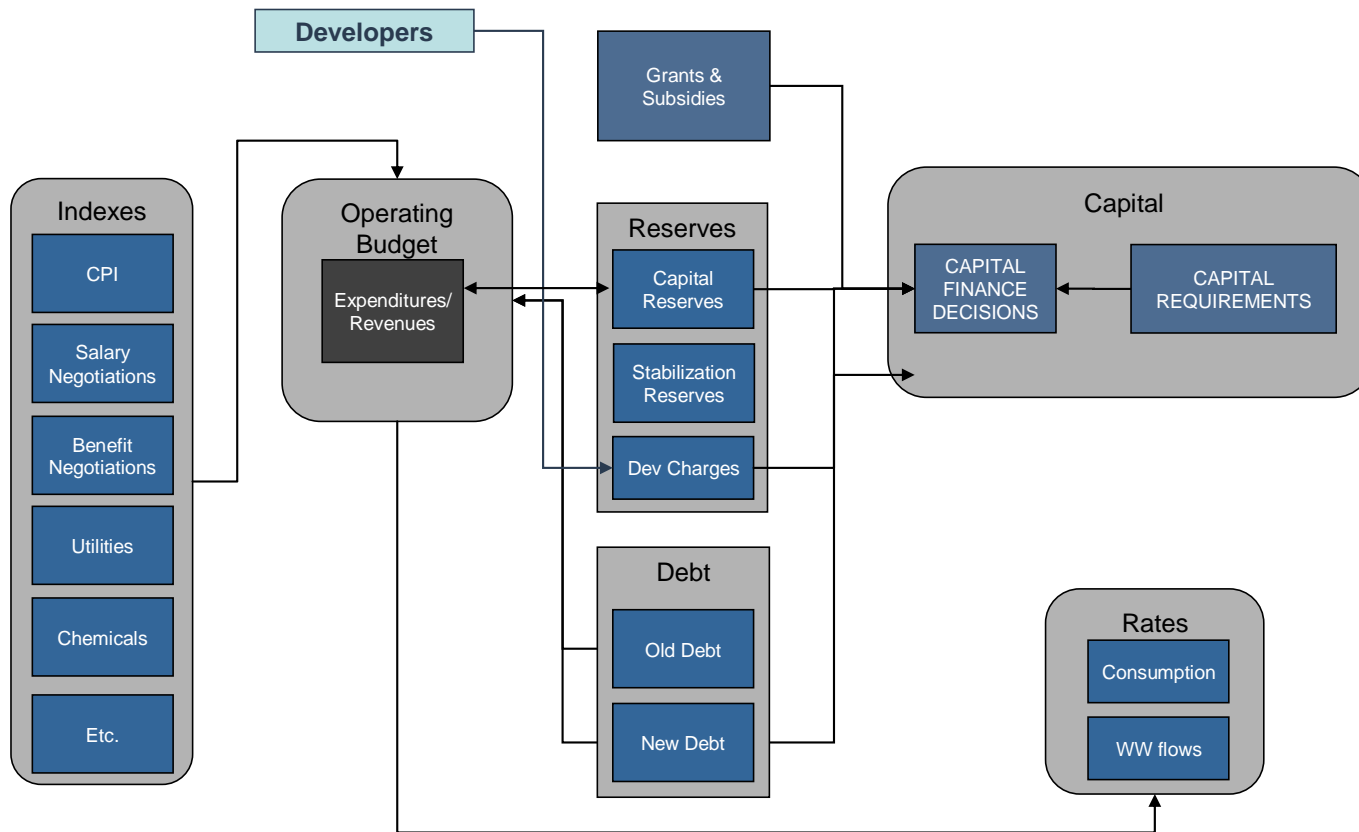 Developers
Grants &
Subsidies
Indexes
CPI
Salary
Negotiations
Benefit
Negotiations
Utilities
Chemicals
Etc.
Operating
Budget
Expenditures/
Revenues
Reserves
Capital
Reserves
Stabilization
Reserves
Dev Charges
Debt
Old Debt
New Debt
Capital
CAPITAL
FINANCE
DECISIONS
CAPITAL
REQUIREMENTS
Rates
Consumption
WW flows